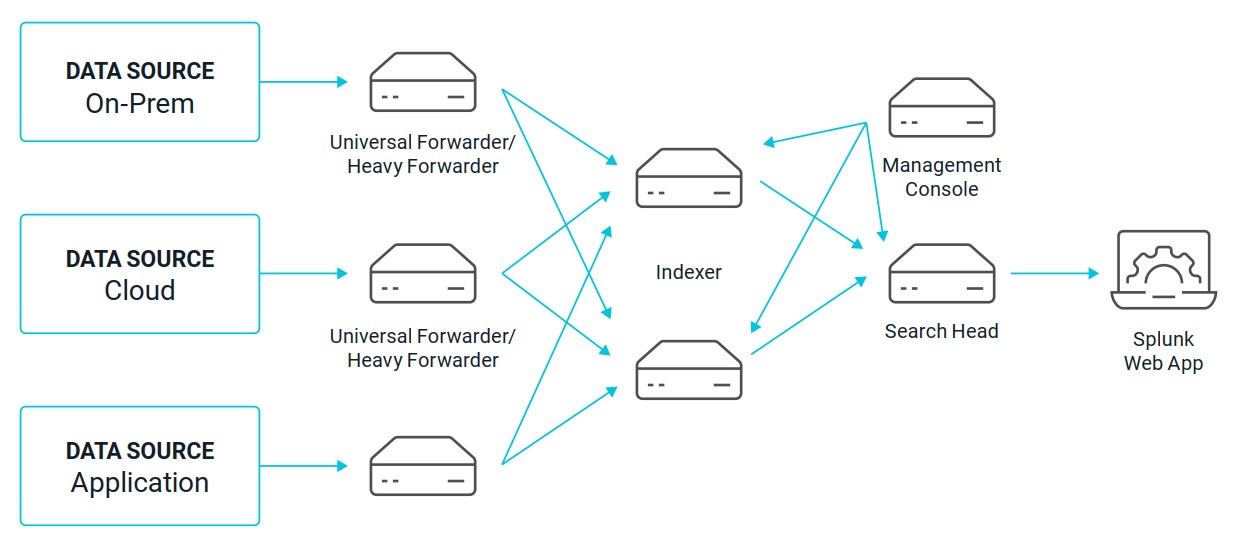 DATA SOURCE
On-Prem
Universal Forwarder/
Heavy Forwarder
DATA SOURCE
Cloud
Universal Forwarder/
Heavy Forwarder
DATA SOURCE
Application
Indexer
Management
Console
Search Head
Splunk
Web App